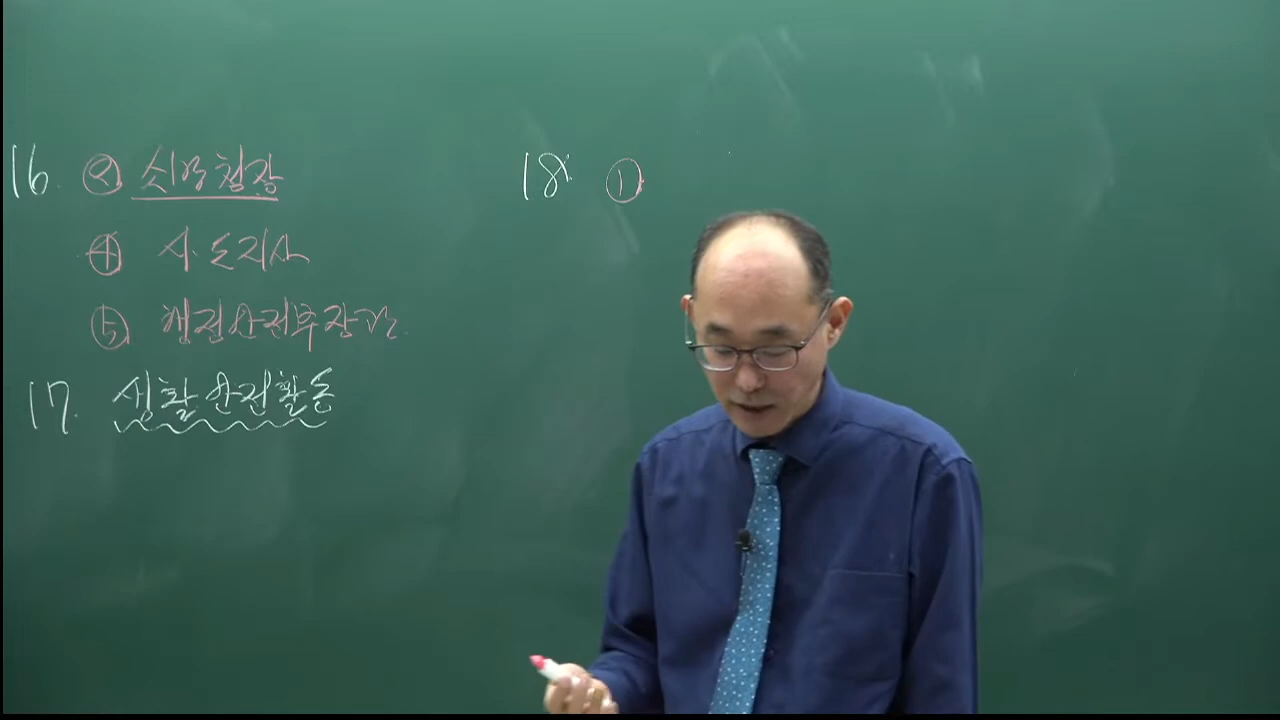 16. ② 소방청장
④ 시·도지사
⑤ 행정안전부장관
17. 생활안전활동
18 ①